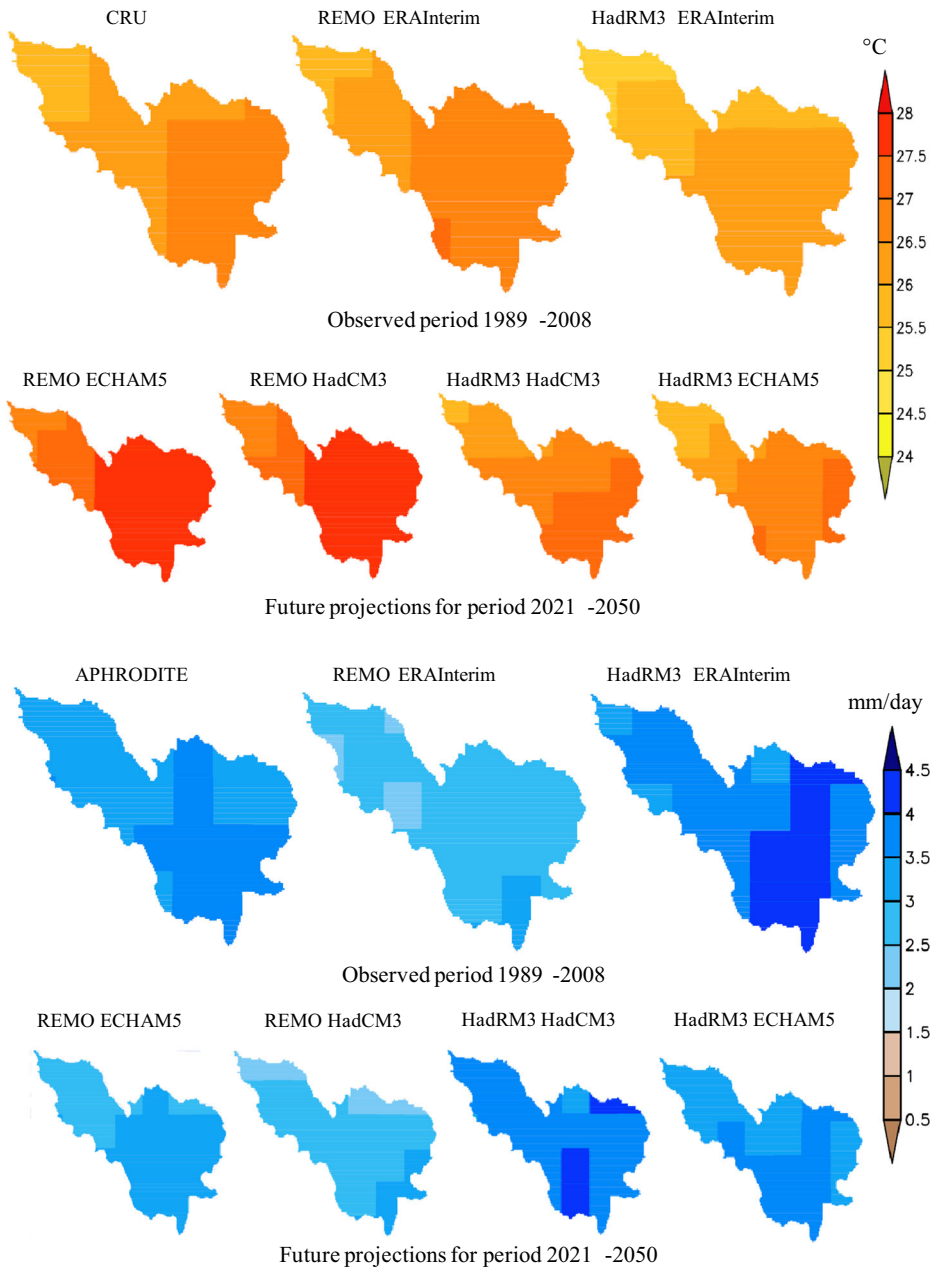 CRU
REMO ERAInterim
HadRM3 ERAInterim
°C
28
27.5
27
26.5
26
25.5
25
24.5
24
Observed period 1989 -2008
REMO ECHAM5
REMO HadCM3
HadRM3 HadCM3
HadRM3 ECHAM5
Future projections for period 2021 -2050
APHRODITE
REMO ERAInterim
HadRM3 ERAInterim
mm/day
4.5
4
3.5
3
2.5
2
1.5
1
0.5
Observed period 1989 -2008
REMO ECHAM5
REMO HadCM3
HadRM3 HadCM3
HadRM3 ECHAM5
Future projections for period 2021 -2050